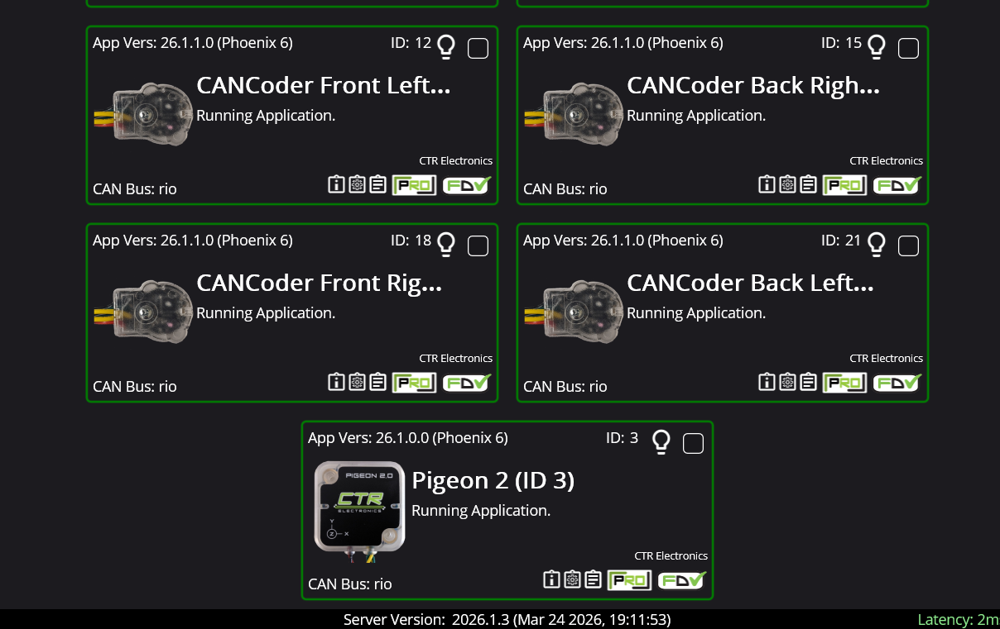 App Vers: 26.1.1.0 (Phoenix 6) ID: 12
CANCoder Front Left...
Running Application.
CTR Electronics
CAN Bus: rio PRO FDV
App Vers: 26.1.1.0 (Phoenix 6) ID: 15
CANCoder Back Righ...
Running Application.
CTR Electronics
CAN Bus: rio PRO FDV
App Vers: 26.1.1.0 (Phoenix 6) ID: 18
CANCoder Front Rig...
Running Application.
CTR Electronics
CAN Bus: rio PRO FDV
App Vers: 26.1.1.0 (Phoenix 6) ID: 21
CANCoder Back Left...
Running Application.
CTR Electronics
CAN Bus: rio PRO FDV
App Vers: 26.1.0.0 (Phoenix 6) ID: 3
PIGEON 2.0
CTR
ELECTRONICS
Y
Z X
Pigeon 2 (ID 3)
Running Application.
CTR Electronics
CAN Bus: rio PRO FDV
Server Version: 2026.1.3 (Mar 24 2026, 19:11:53) Latency: 2ms